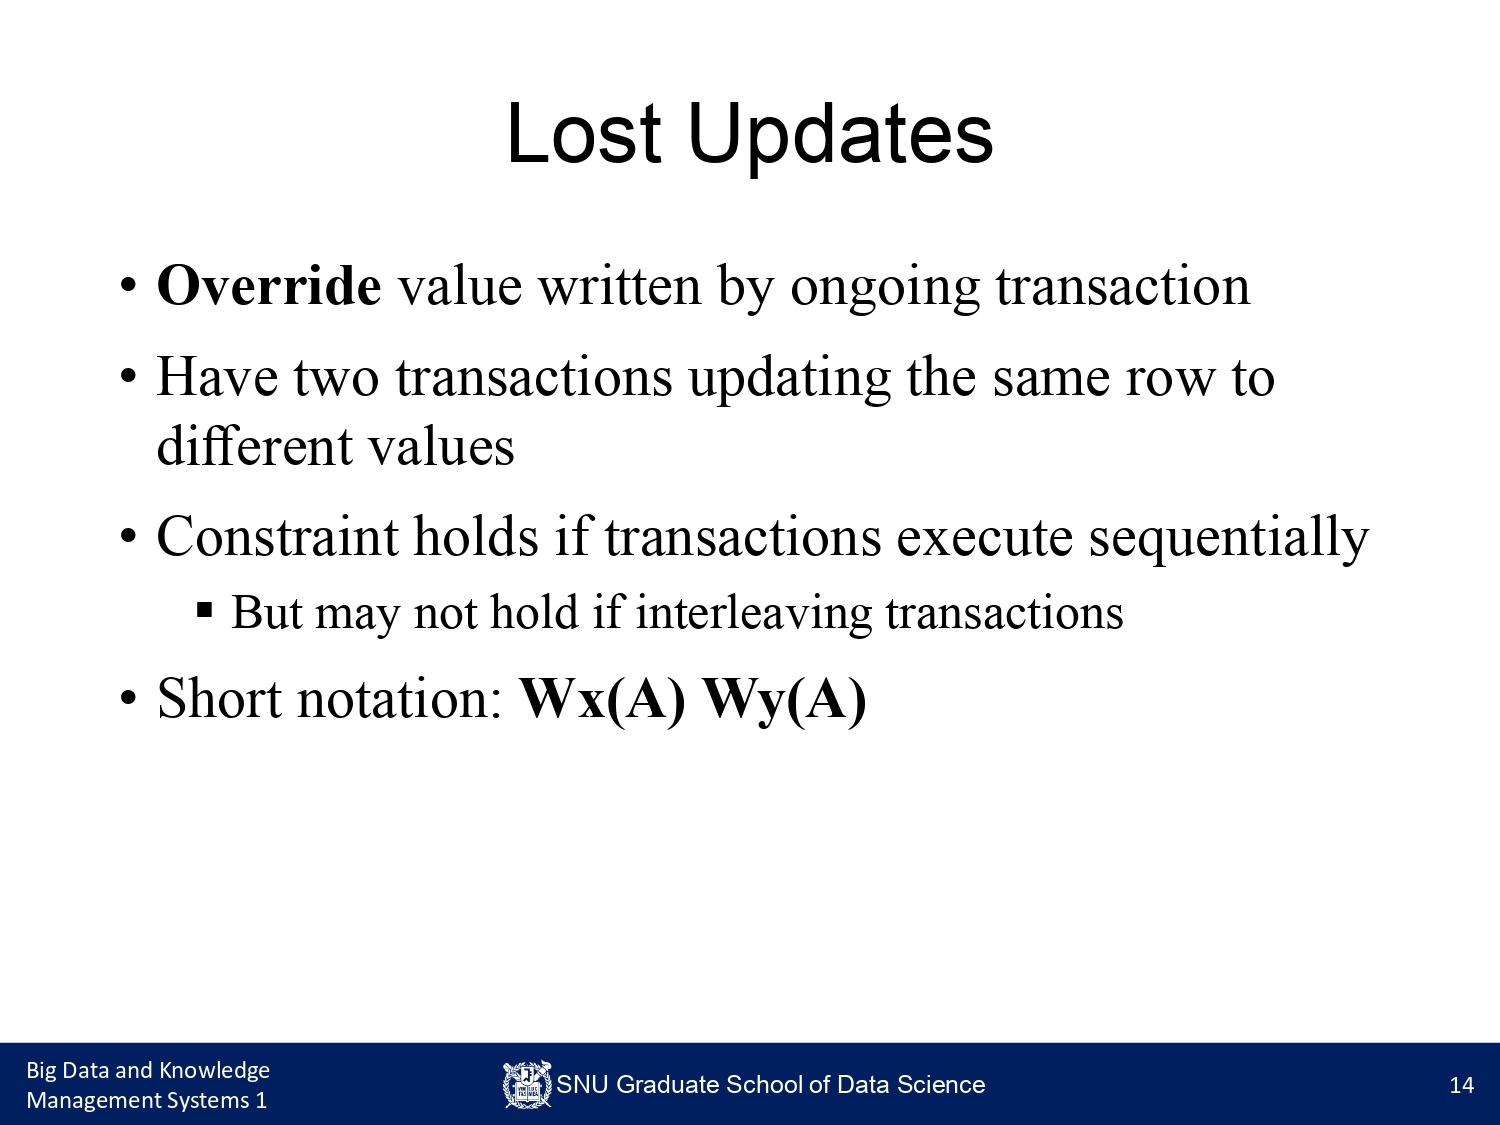 Lost Updates
• Override value written by ongoing transaction
• Have two transactions updating the same row to
different values
• Constraint holds if transactions execute sequentially
▪ But may not hold if interleaving transactions
• Short notation: Wx(A) Wy(A)
Big Data and Knowledge
Management Systems 1
SNU Graduate School of Data Science
14